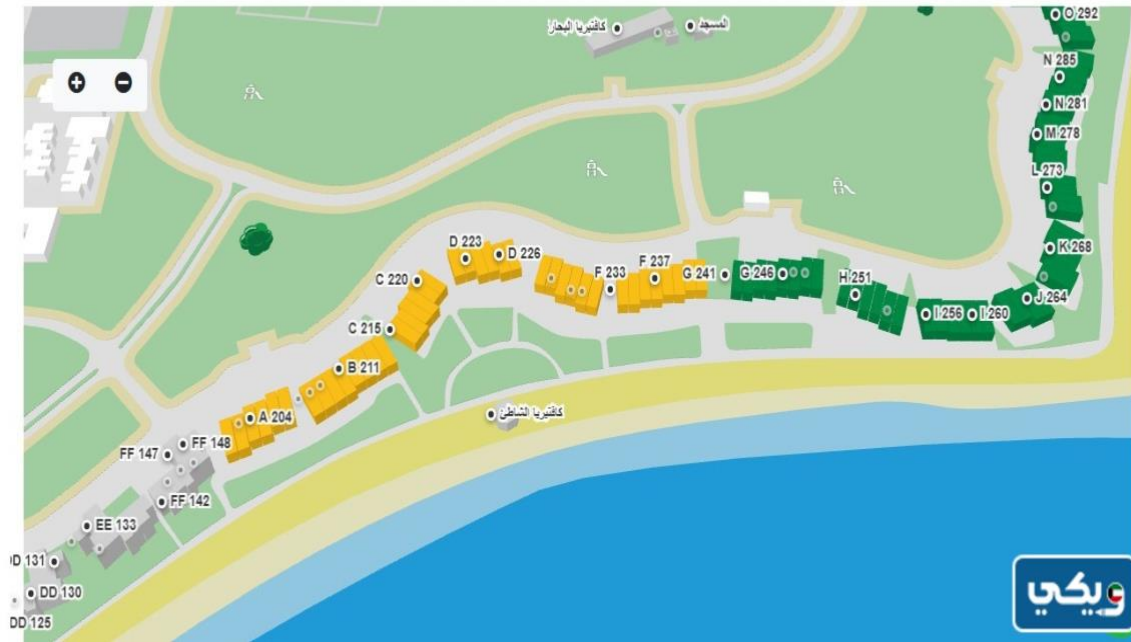 O 292
كافتيريا البحار
المسجد
N 285
N 281
M 278
L 273
K 268
D 223
D 226
C 220
F 233
F 237
G 241
G 246
H 251
J 264
I 256
I 260
C 215
B 211
A 204
كافتيريا الشاطئ
FF 148
FF 147
FF 142
EE 133
DD 131
DD 130
DD 125
ويكي